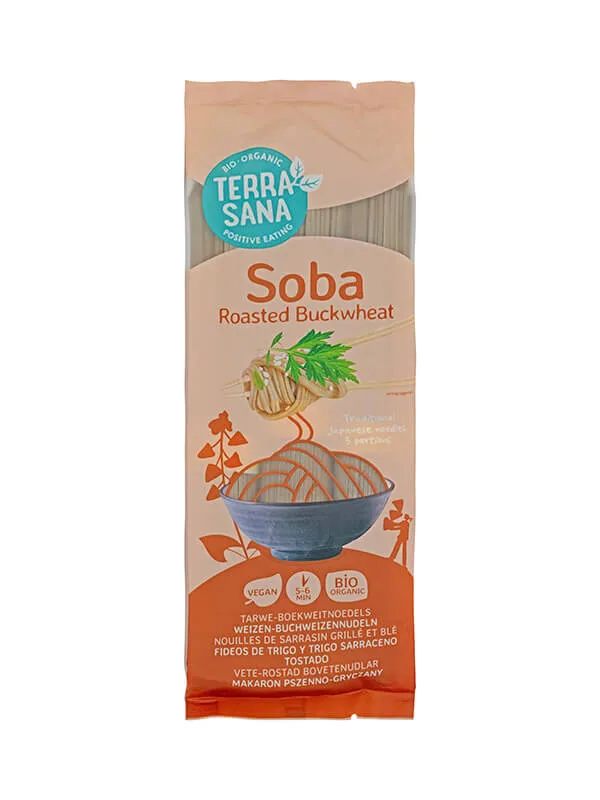 BIO·ORGANIC
TERRA
SANA
POSITIVE EATING
Soba
Roasted Buckwheat
Traditional
Japanese noodles
3 portions
VEGAN
5-6
MIN
BIO
ORGANIC
TARWE-BOEKWEITNOEDELS
WEIZEN-BUCHWEIZENNUDELN
NOUILLES DE SARRASIN GRILLÉ ET BLÉ
FIDEOS DE TRIGO Y TRIGO SARRACENO
TOSTADO
VETE-ROSTAD BOVETENUDLAR
MAKARON PSZENNO-GRYCZANY